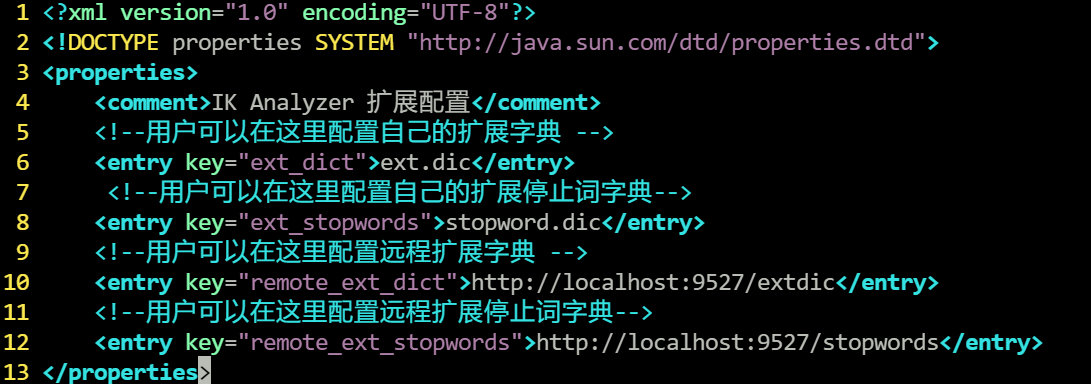 1 <?xml version="1.0" encoding="UTF-8"?>
2 <!DOCTYPE properties SYSTEM "http://java.sun.com/dtd/properties.dtd">
3 <properties>
4     <comment>IK Analyzer 扩展配置</comment>
5     <!--用户可以在这里配置自己的扩展字典 -->
6     <entry key="ext_dict">ext.dic</entry>
7      <!--用户可以在这里配置自己的扩展停止词字典-->
8     <entry key="ext_stopwords">stopword.dic</entry>
9     <!--用户可以在这里配置远程扩展字典 -->
10     <entry key="remote_ext_dict">http://localhost:9527/extdic</entry>
11     <!--用户可以在这里配置远程扩展停止词字典-->
12     <entry key="remote_ext_stopwords">http://localhost:9527/stopwords</entry>
13 </properties>